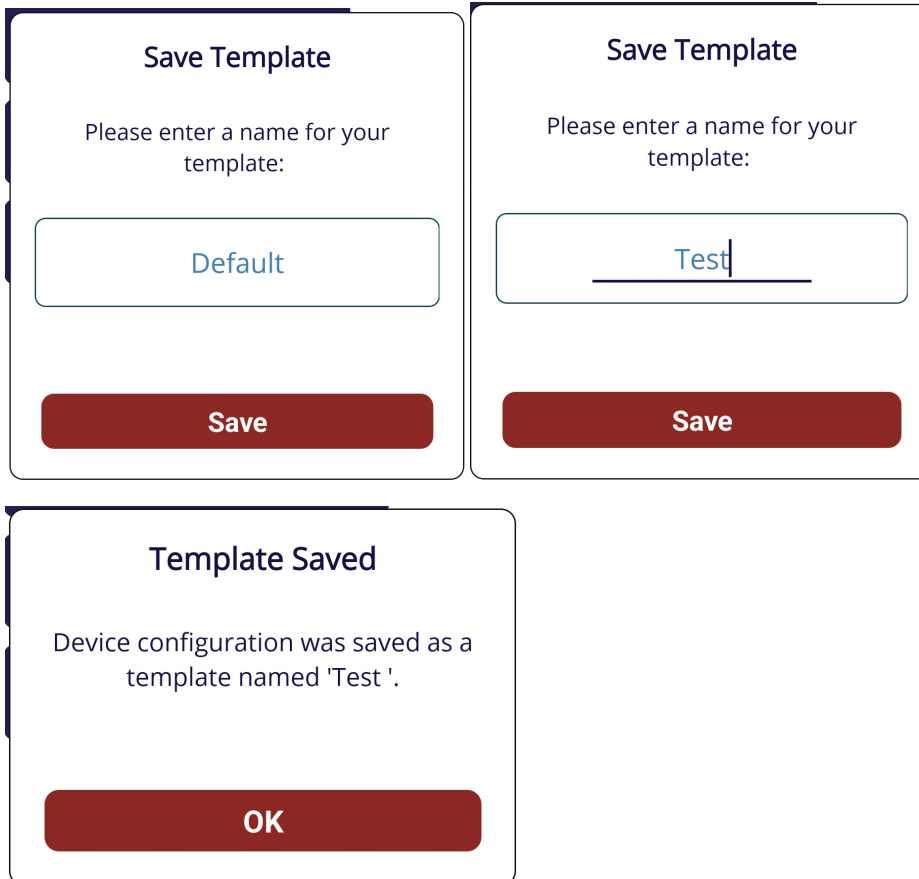 Save Template
Please enter a name for your
template:
Default
Save
Save Template
Please enter a name for your
template:
Test
Save
Template Saved
Device configuration was saved as a
template named 'Test '.
OK